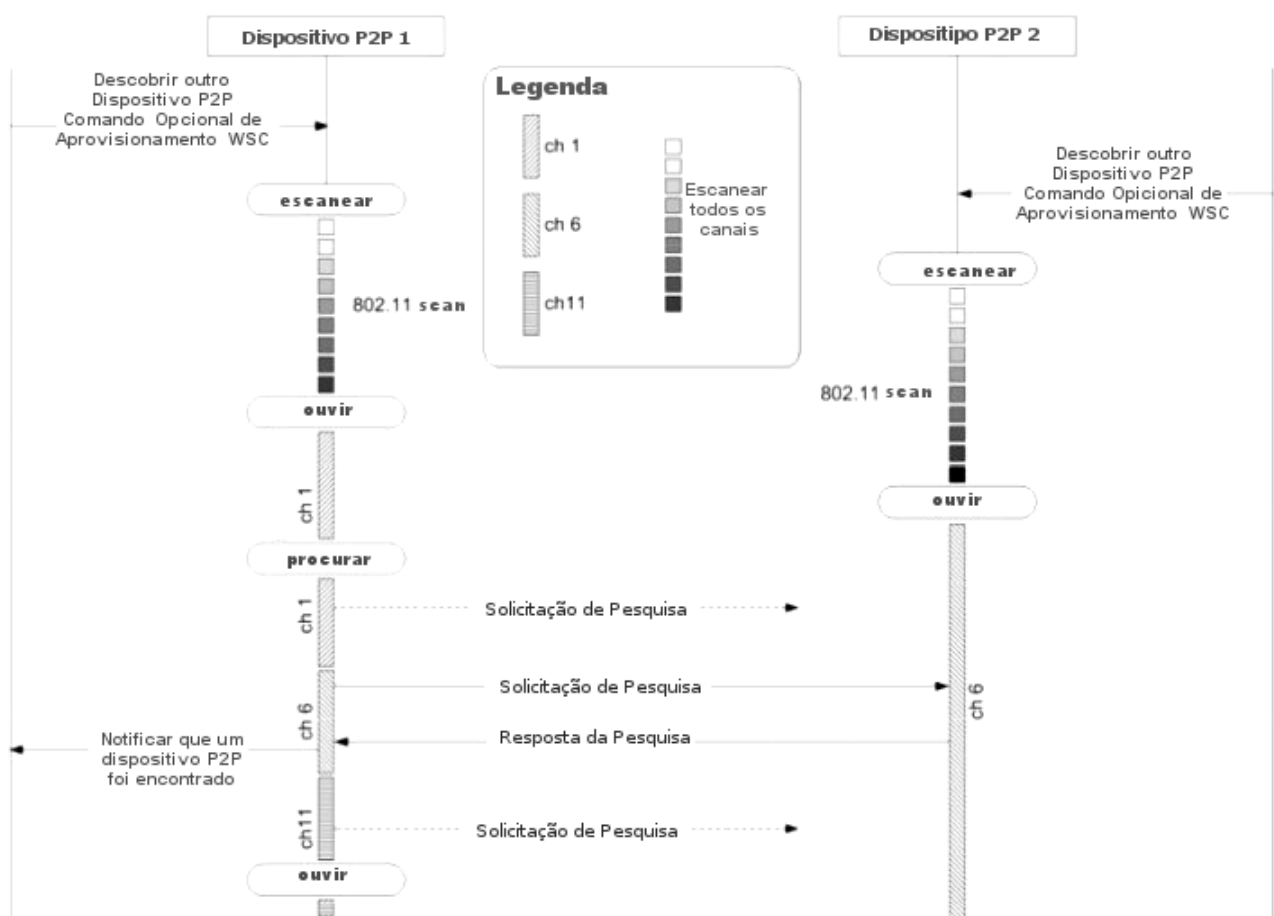 Dispositivo P2P 1
Dispositipo P2P 2
Descobrir outro
Dispositivo P2P
Comando Opcional de
Aprovisionamento WSC
Legenda
ch 1
ch 6
ch11
Escanear
todos os
canais
Descobrir outro
Dispositivo P2P
Comando Opicional de
Aprovisionamento WSC
escanear
802.11 scan
ouvir
ch 1
procurar
ch 1
ch 6
ch11
ouvir
escanear
802.11 scan
ouvir
ch 6
Solicitação de Pesquisa
Solicitação de Pesquisa
Resposta da Pesquisa
Notificar que um
dispositivo P2P
foi encontrado
Solicitação de Pesquisa